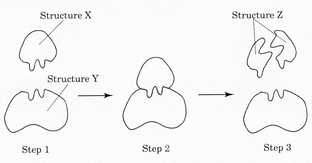 Structure X
Structure Z
Structure Y
Step 1
Step 2
Step 3